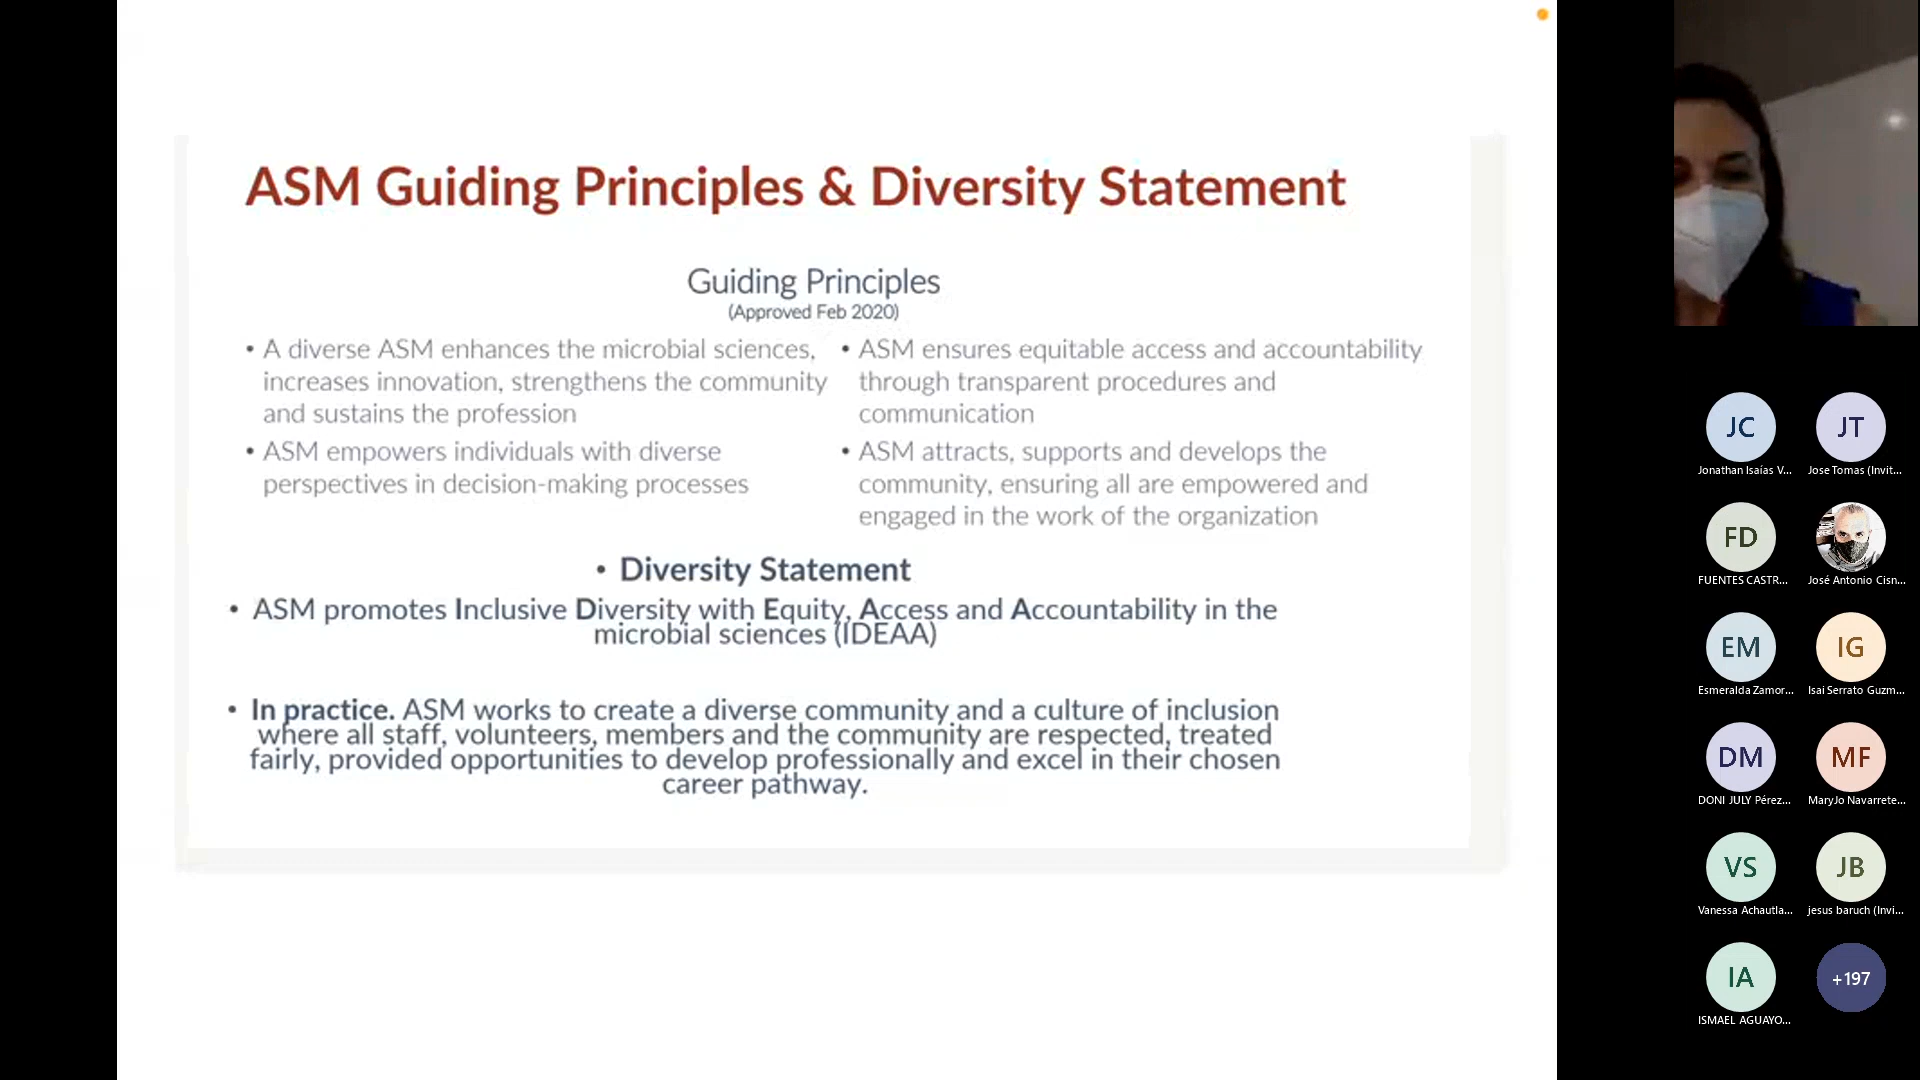 ASM Guiding Principles & Diversity Statement
Guiding Principles
(Approved Feb 2020)
• A diverse ASM enhances the microbial sciences,
increases innovation, strengthens the community
and sustains the profession
• ASM empowers individuals with diverse
perspectives in decision-making processes
• ASM ensures equitable access and accountability
through transparent procedures and
communication
• ASM attracts, supports and develops the
community, ensuring all are empowered and
engaged in the work of the organization
• Diversity Statement
• ASM promotes Inclusive Diversity with Equity, Access and Accountability in the
microbial sciences (IDEAA)
• In practice. ASM works to create a diverse community and a culture of inclusion
where all staff, volunteers, members and the community are respected, treated
fairly, provided opportunities to develop professionally and excel in their chosen
career pathway.
JC
Jonathan Isaías V...
JT
Jose Tomas (Invit...
FD
FUENTES CASTR...
José Antonio Cisn...
EM
Esmeralda Zamor...
IG
Isai Serrato Guzm...
DM
DONI JULY Pérez...
MF
MaryJo Navarrete...
VS
Vanessa Achautla...
JB
jesus baruch (Invi...
IA
ISMAEL AGUAYO...
+197